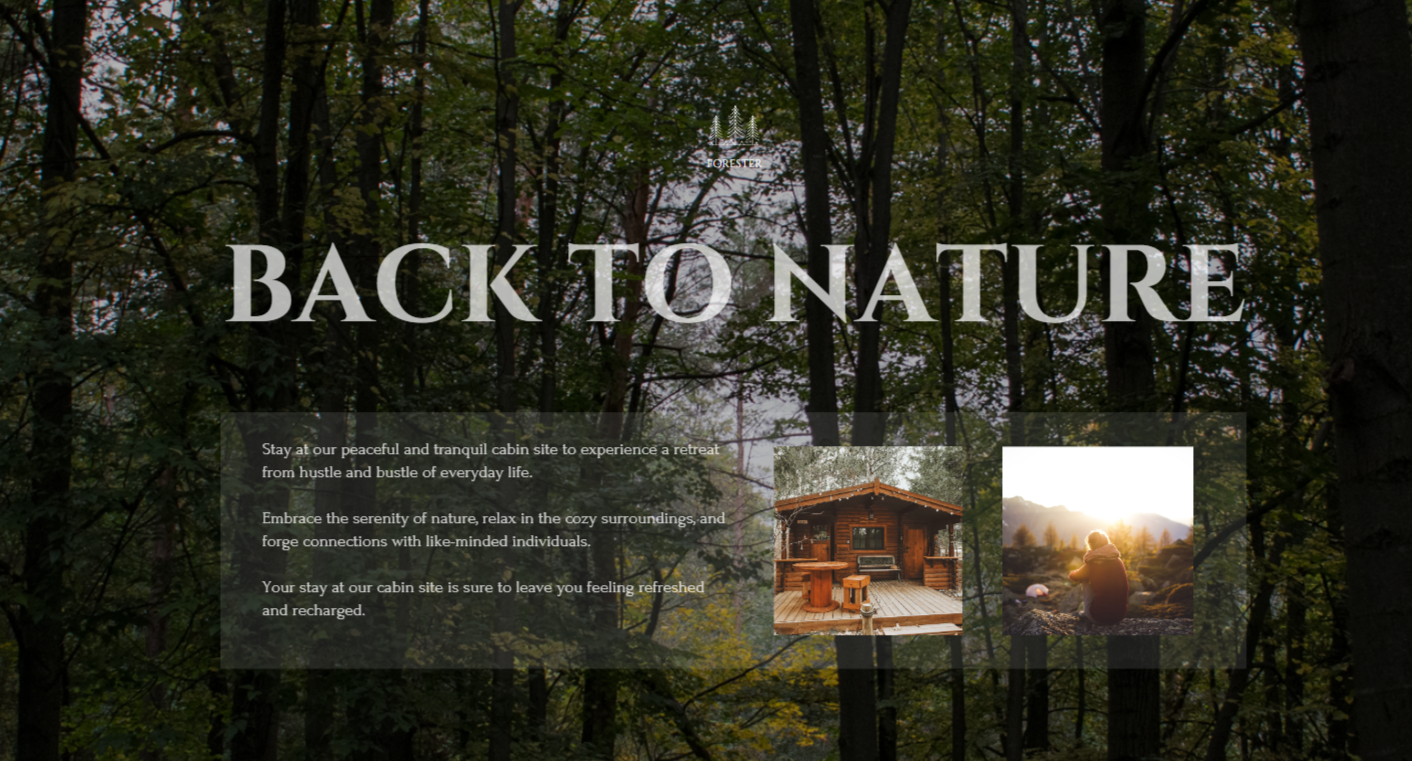 FORESTER
BACK TO NATURE
Stay at our peaceful and tranquil cabin site to experience a retreat
from hustle and bustle of everyday life.
Embrace the serenity of nature, relax in the cozy surroundings, and
forge connections with like-minded individuals.
Your stay at our cabin site is sure to leave you feeling refreshed
and recharged.